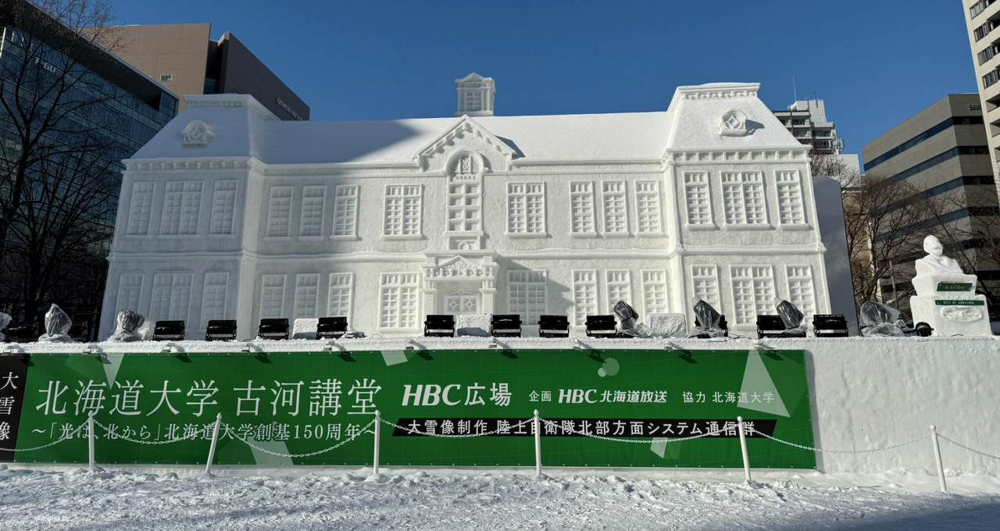 大雪像
北海道大学 古河講堂
～「光は、北から」北海道大学創基150周年～
HBC広場
企画 HBC北海道放送 協力 北海道大学
大雪像制作 陸上自衛隊北部方面システム通信群
BOYS BE AMBITIOUS